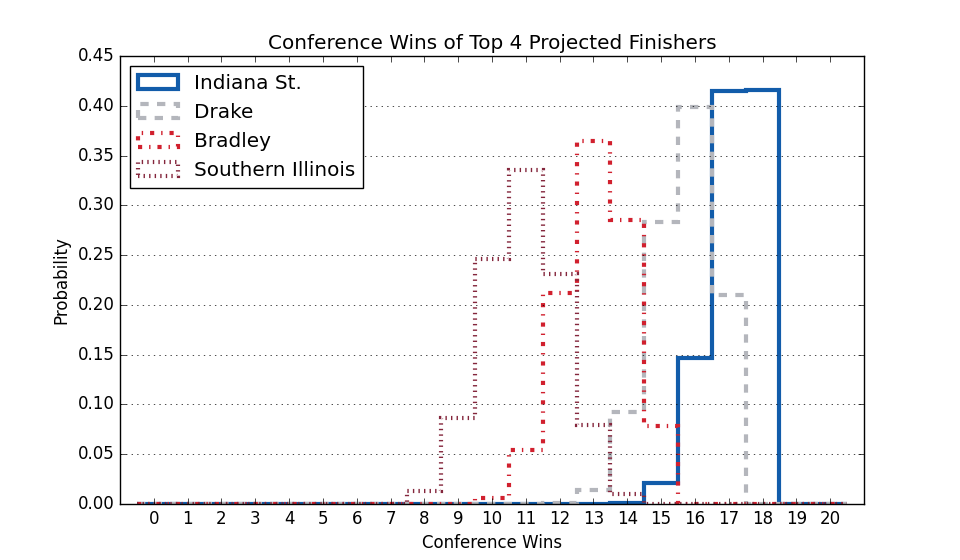 Conference Wins of Top 4 Projected Finishers
0.45
0.40
0.35
0.30
0.25
0.20
0.15
0.10
0.05
0.00
Probability
Indiana St.
Drake
Bradley
Southern Illinois
0 1 2 3 4 5 6 7 8 9 10 11 12 13 14 15 16 17 18 19 20
Conference Wins